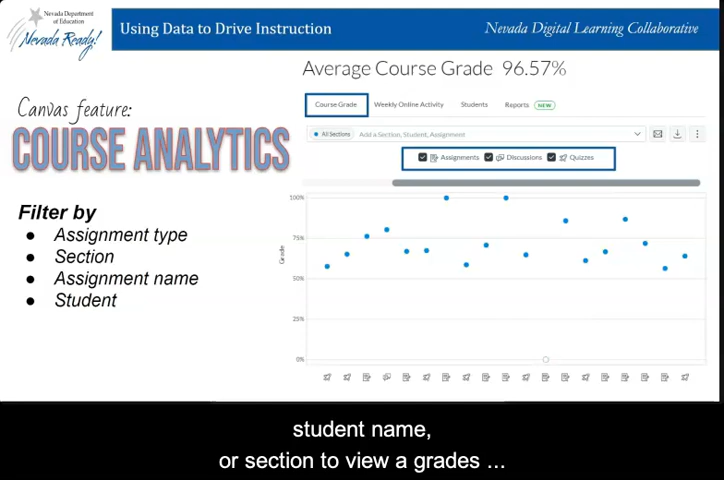 Nevada Department
of Education
Nevada Ready!
Using Data to Drive Instruction
Nevada Digital Learning Collaborative
Average Course Grade 96.57%
Canvas feature:
COURSE ANALYTICS
Course Grade
Weekly Online Activity
Students
Reports
NEW
All Sections
Add a Section, Student, Assignment
Assignments
Discussions
Quizzes
Filter by
● Assignment type
● Section
● Assignment name
● Student
Grade
100%
75%
50%
25%
0%
student name,
or section to view a grades ...